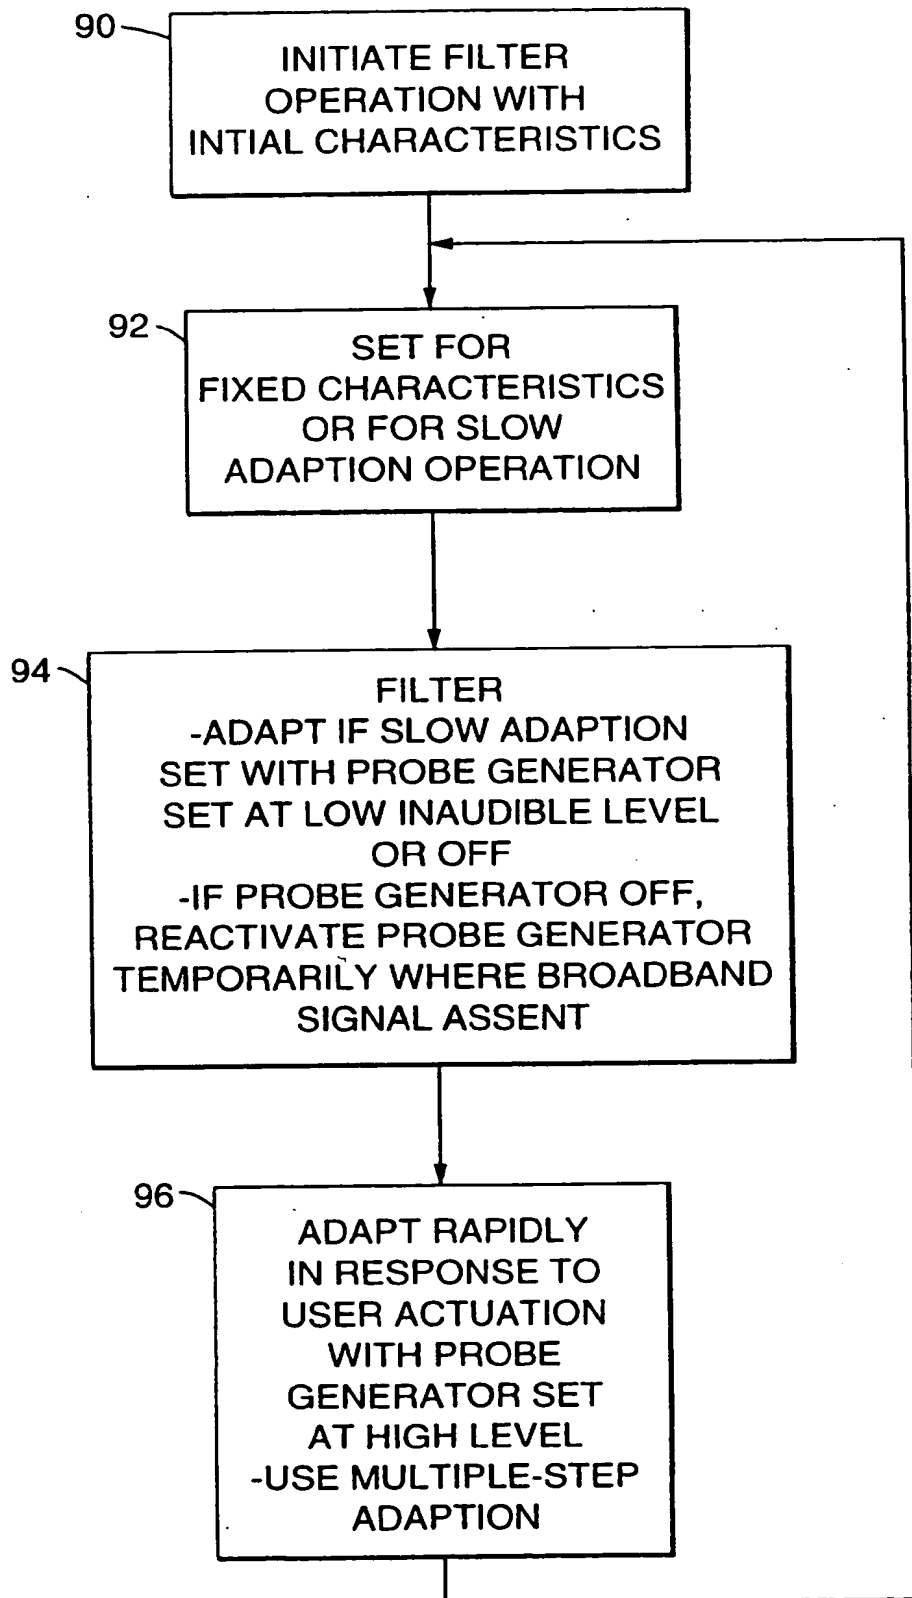 90
INITIATE FILTER
OPERATION WITH
INTIAL CHARACTERISTICS
92
SET FOR
FIXED CHARACTERISTICS
OR FOR SLOW
ADAPTION OPERATION
94
FILTER
-ADAPT IF SLOW ADAPTION
SET WITH PROBE GENERATOR
SET AT LOW INAUDIBLE LEVEL
OR OFF
-IF PROBE GENERATOR OFF,
REACTIVATE PROBE GENERATOR
TEMPORARILY WHERE BROADBAND
SIGNAL ASSENT
96
ADAPT RAPIDLY
IN RESPONSE TO
USER ACTUATION
WITH PROBE
GENERATOR SET
AT HIGH LEVEL
-USE MULTIPLE-STEP
ADAPTION